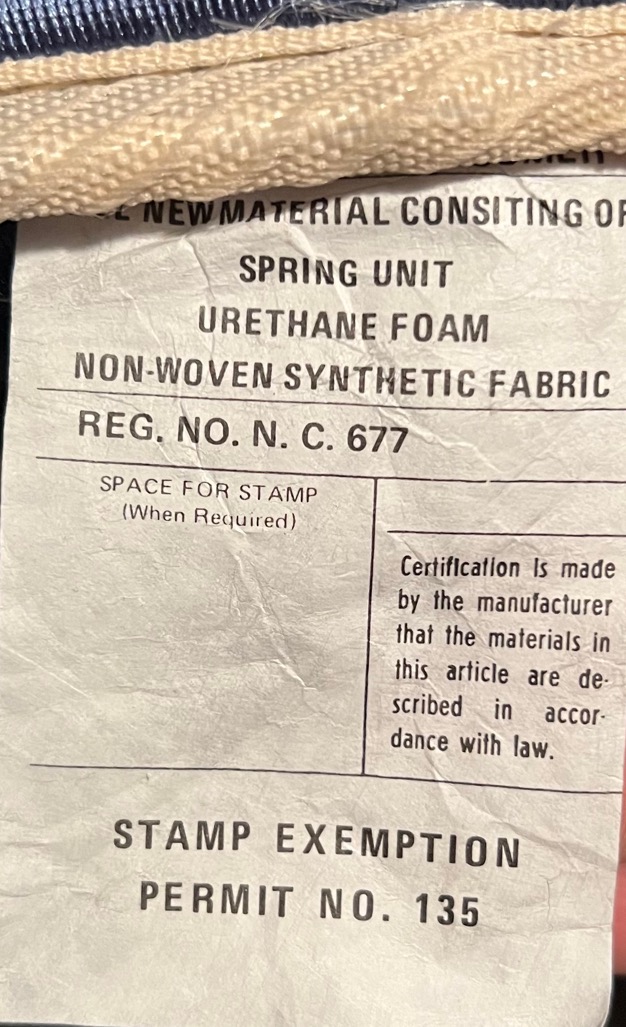 NEW MATERIAL CONSITING OF
SPRING UNIT
URETHANE FOAM
NON-WOVEN SYNTHETIC FABRIC
REG. NO. N. C. 677
SPACE FOR STAMP
(When Required)
Certification is made
by the manufacturer
that the materials in
this article are de-
scribed in accor-
dance with law.
STAMP EXEMPTION
PERMIT NO. 135